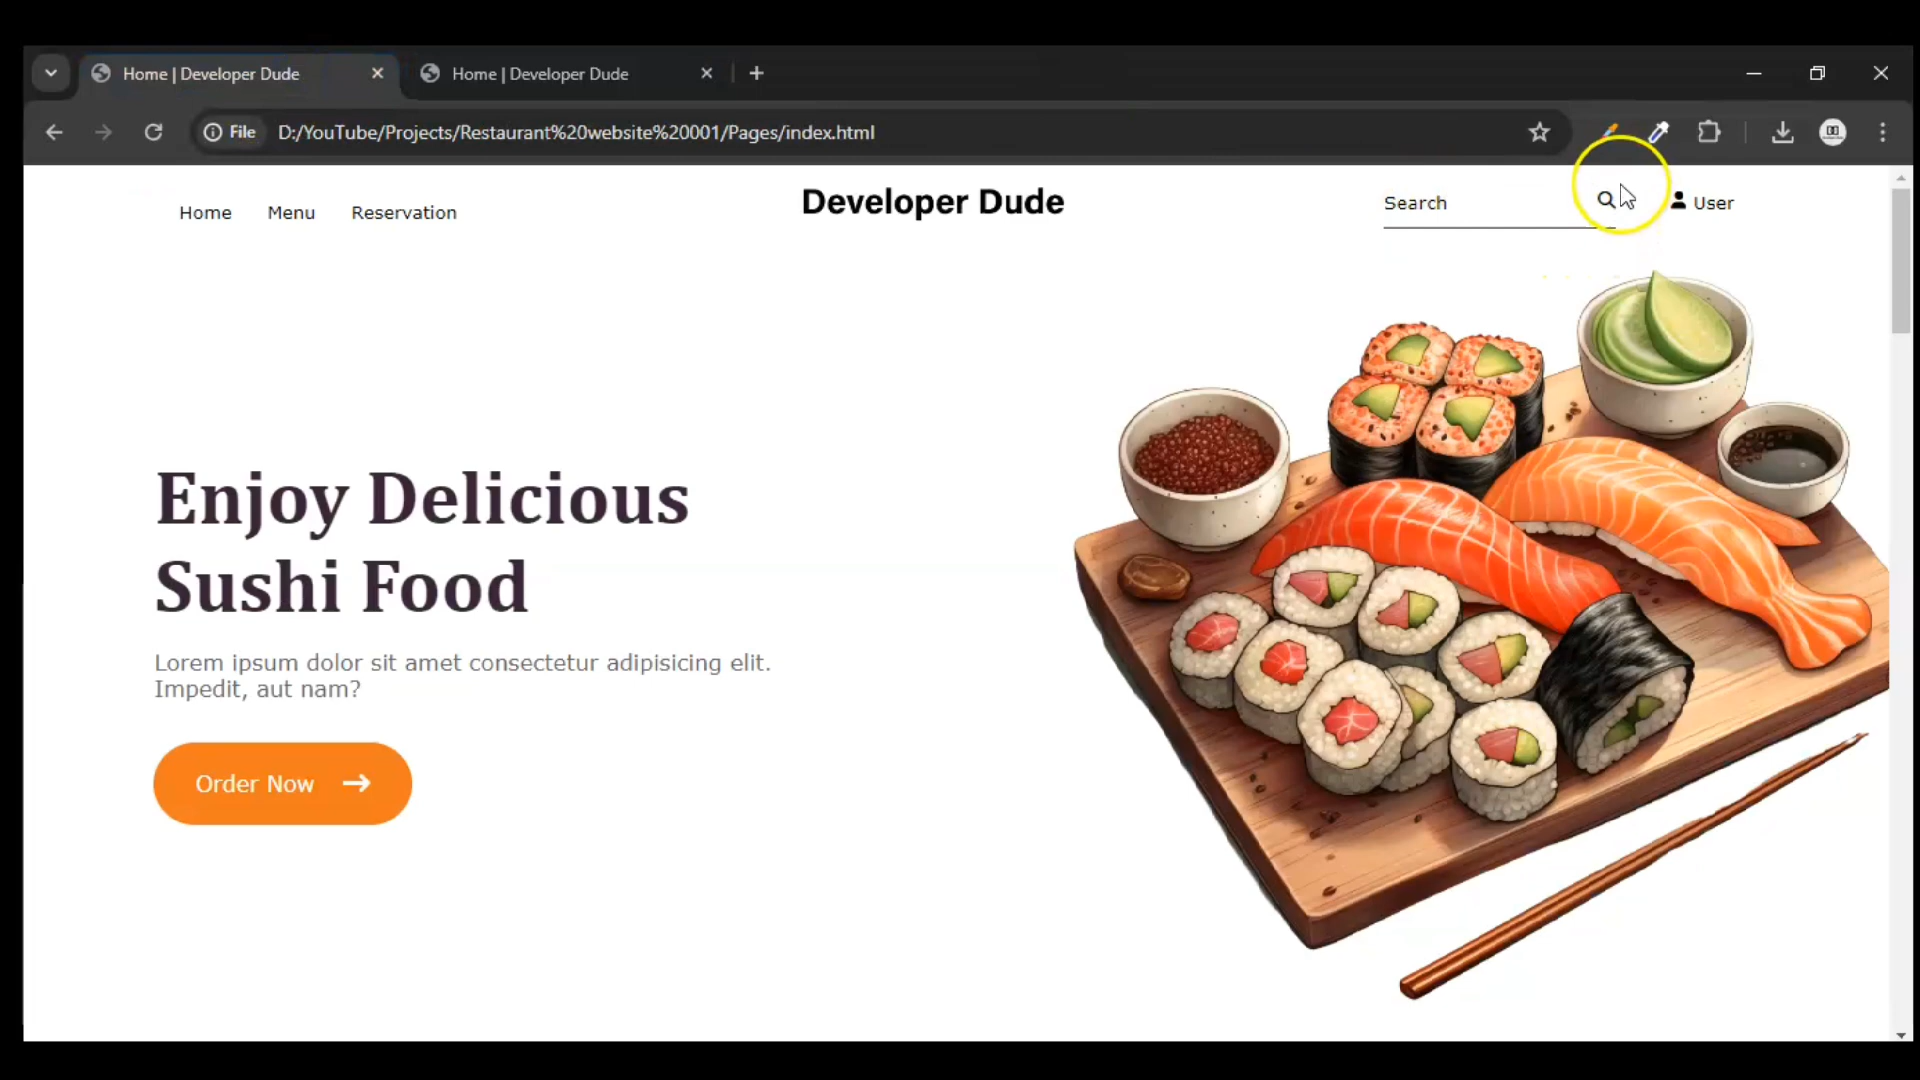 Home | Developer Dude
Home | Developer Dude
File
D:/YouTube/Projects/Restaurant%20website%20001/Pages/index.html
Home
Menu
Reservation
Developer Dude
Search
User
Enjoy Delicious
Sushi Food
Lorem ipsum dolor sit amet consectetur adipisicing elit.
Impedit, aut nam?
Order Now